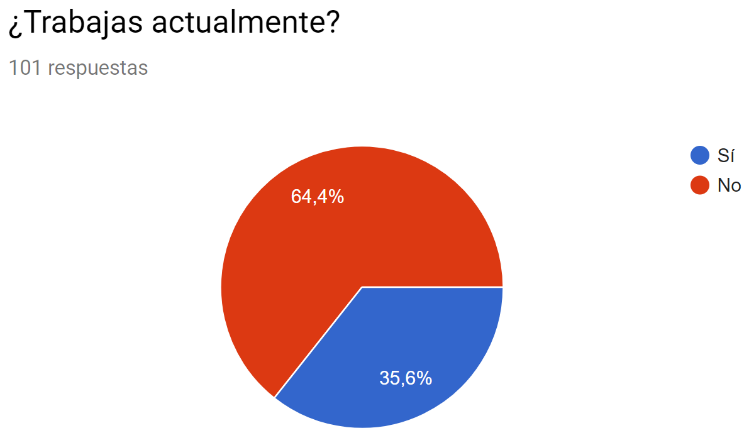 ¿Trabajas actualmente?
101 respuestas
Sí
No
64,4%
35,6%